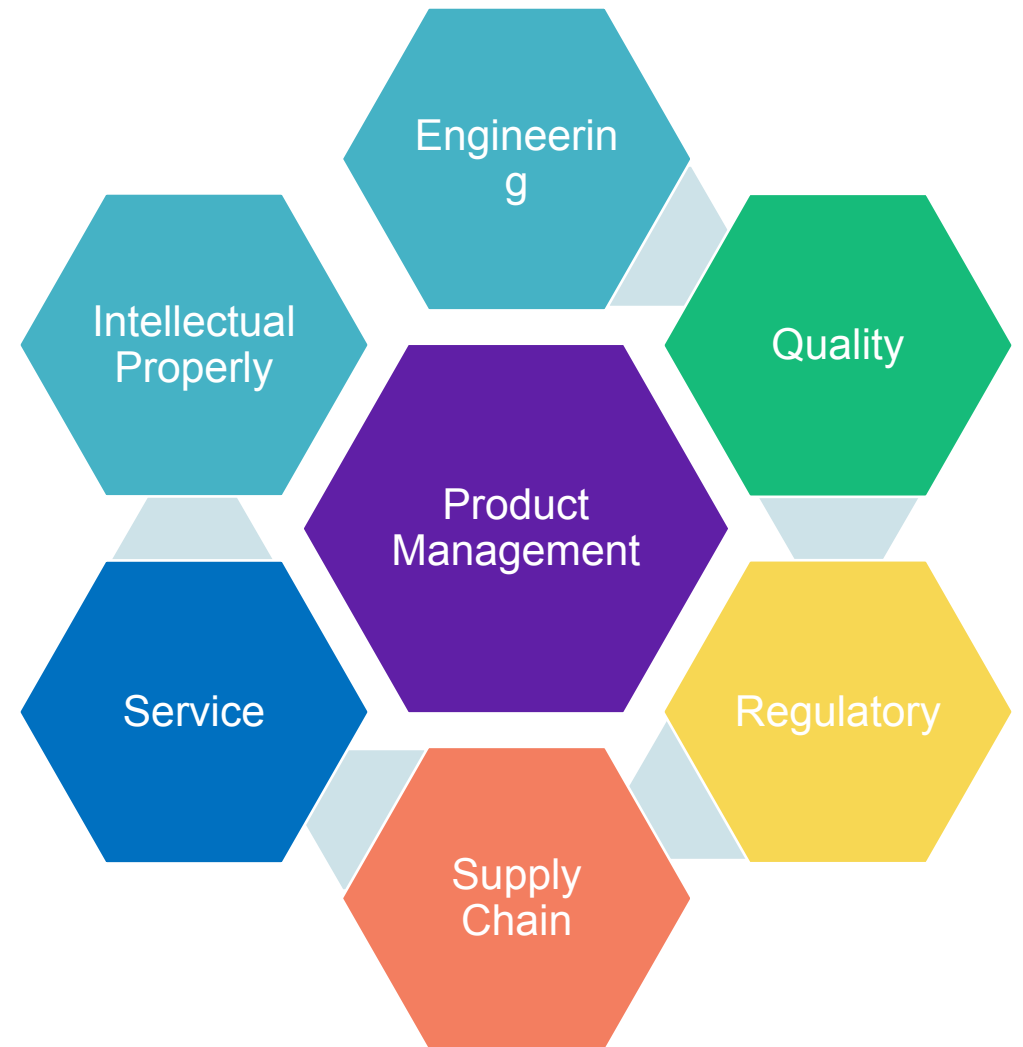 Engineerin
g
Intellectual
Properly
Quality
Product
Management
Service
Regulatory
Supply
Chain